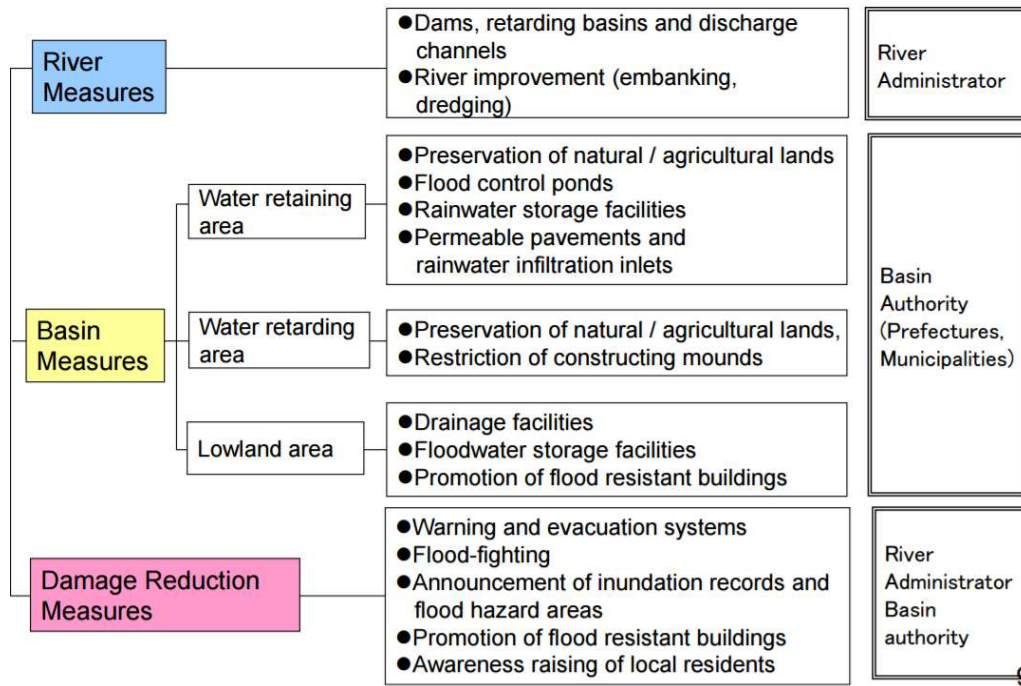 River
Measures
●Dams, retarding basins and discharge
channels
●River improvement (embanking,
dredging)
River
Administrator
Basin
Measures
Water retaining
area
●Preservation of natural / agricultural lands
●Flood control ponds
●Rainwater storage facilities
●Permeable pavements and
rainwater infiltration inlets
Water retarding
area
●Preservation of natural / agricultural lands,
●Restriction of constructing mounds
Lowland area
●Drainage facilities
●Floodwater storage facilities
●Promotion of flood resistant buildings
Basin
Authority
(Prefectures,
Municipalities)
Damage Reduction
Measures
●Warning and evacuation systems
●Flood-fighting
●Announcement of inundation records and
flood hazard areas
●Promotion of flood resistant buildings
●Awareness raising of local residents
River
Administrator
Basin
authority